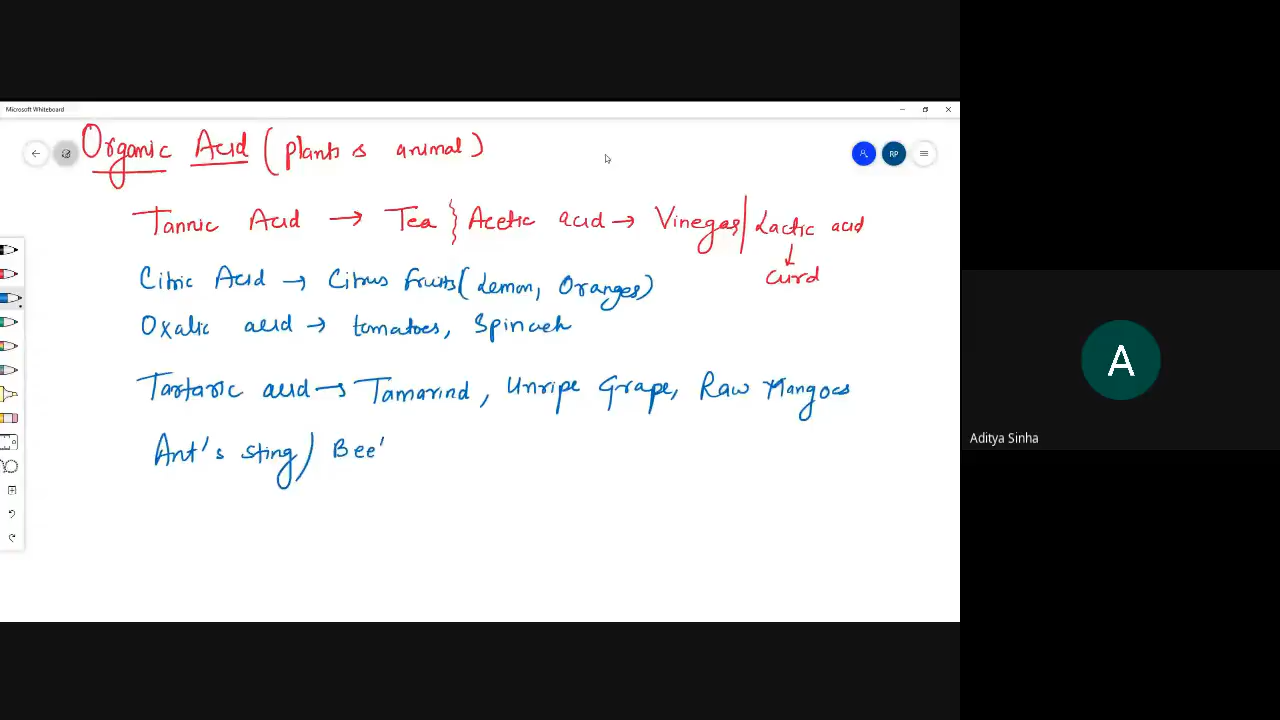 Microsoft Whiteboard
Organic Acid (plants & animal)
RP
Tannic Acid → Tea } Acetic acid → Vinegar | Lactic acid
↓
curd
Citric Acid → Citrus fruits (Lemon, Oranges)
Oxalic acid → tomatoes, Spinach
Tartaric acid → Tamarind, Unripe Grape, Raw Mangoes
Ant's sting / Bee'
A
Aditya Sinha